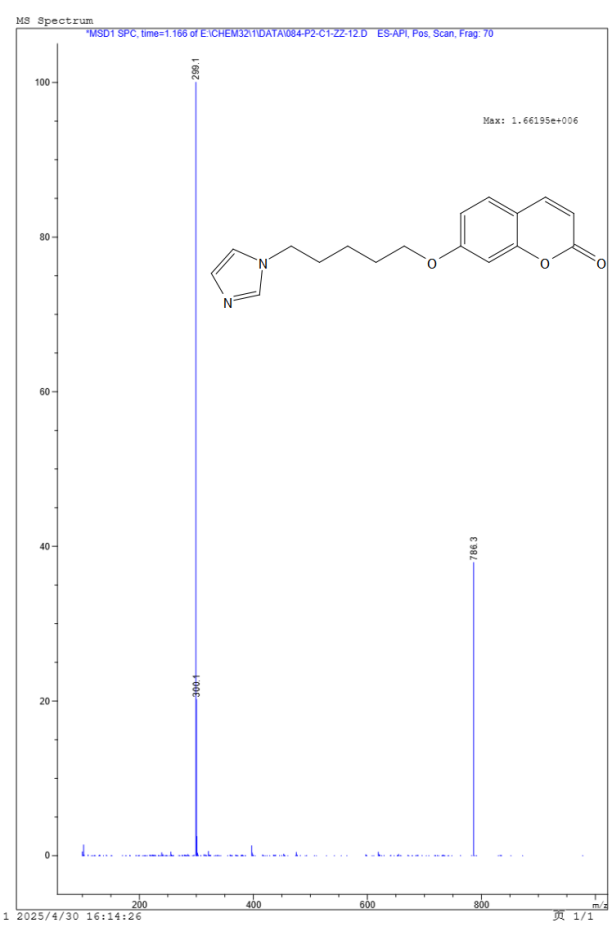 MS Spectrum
*MSD1 SPC, time=1.166 of E:\CHEM32\1\DATA\084-P2-C1-ZZ-12.D ES-API, Pos, Scan, Frag: 70
299.1
100
Max: 1.66195e+006
80
N
N
O
O
O
60
40
786.3
300.1
20
0
200 400 600 800 m/z
1 2025/4/30 16:14:26 页 1/1